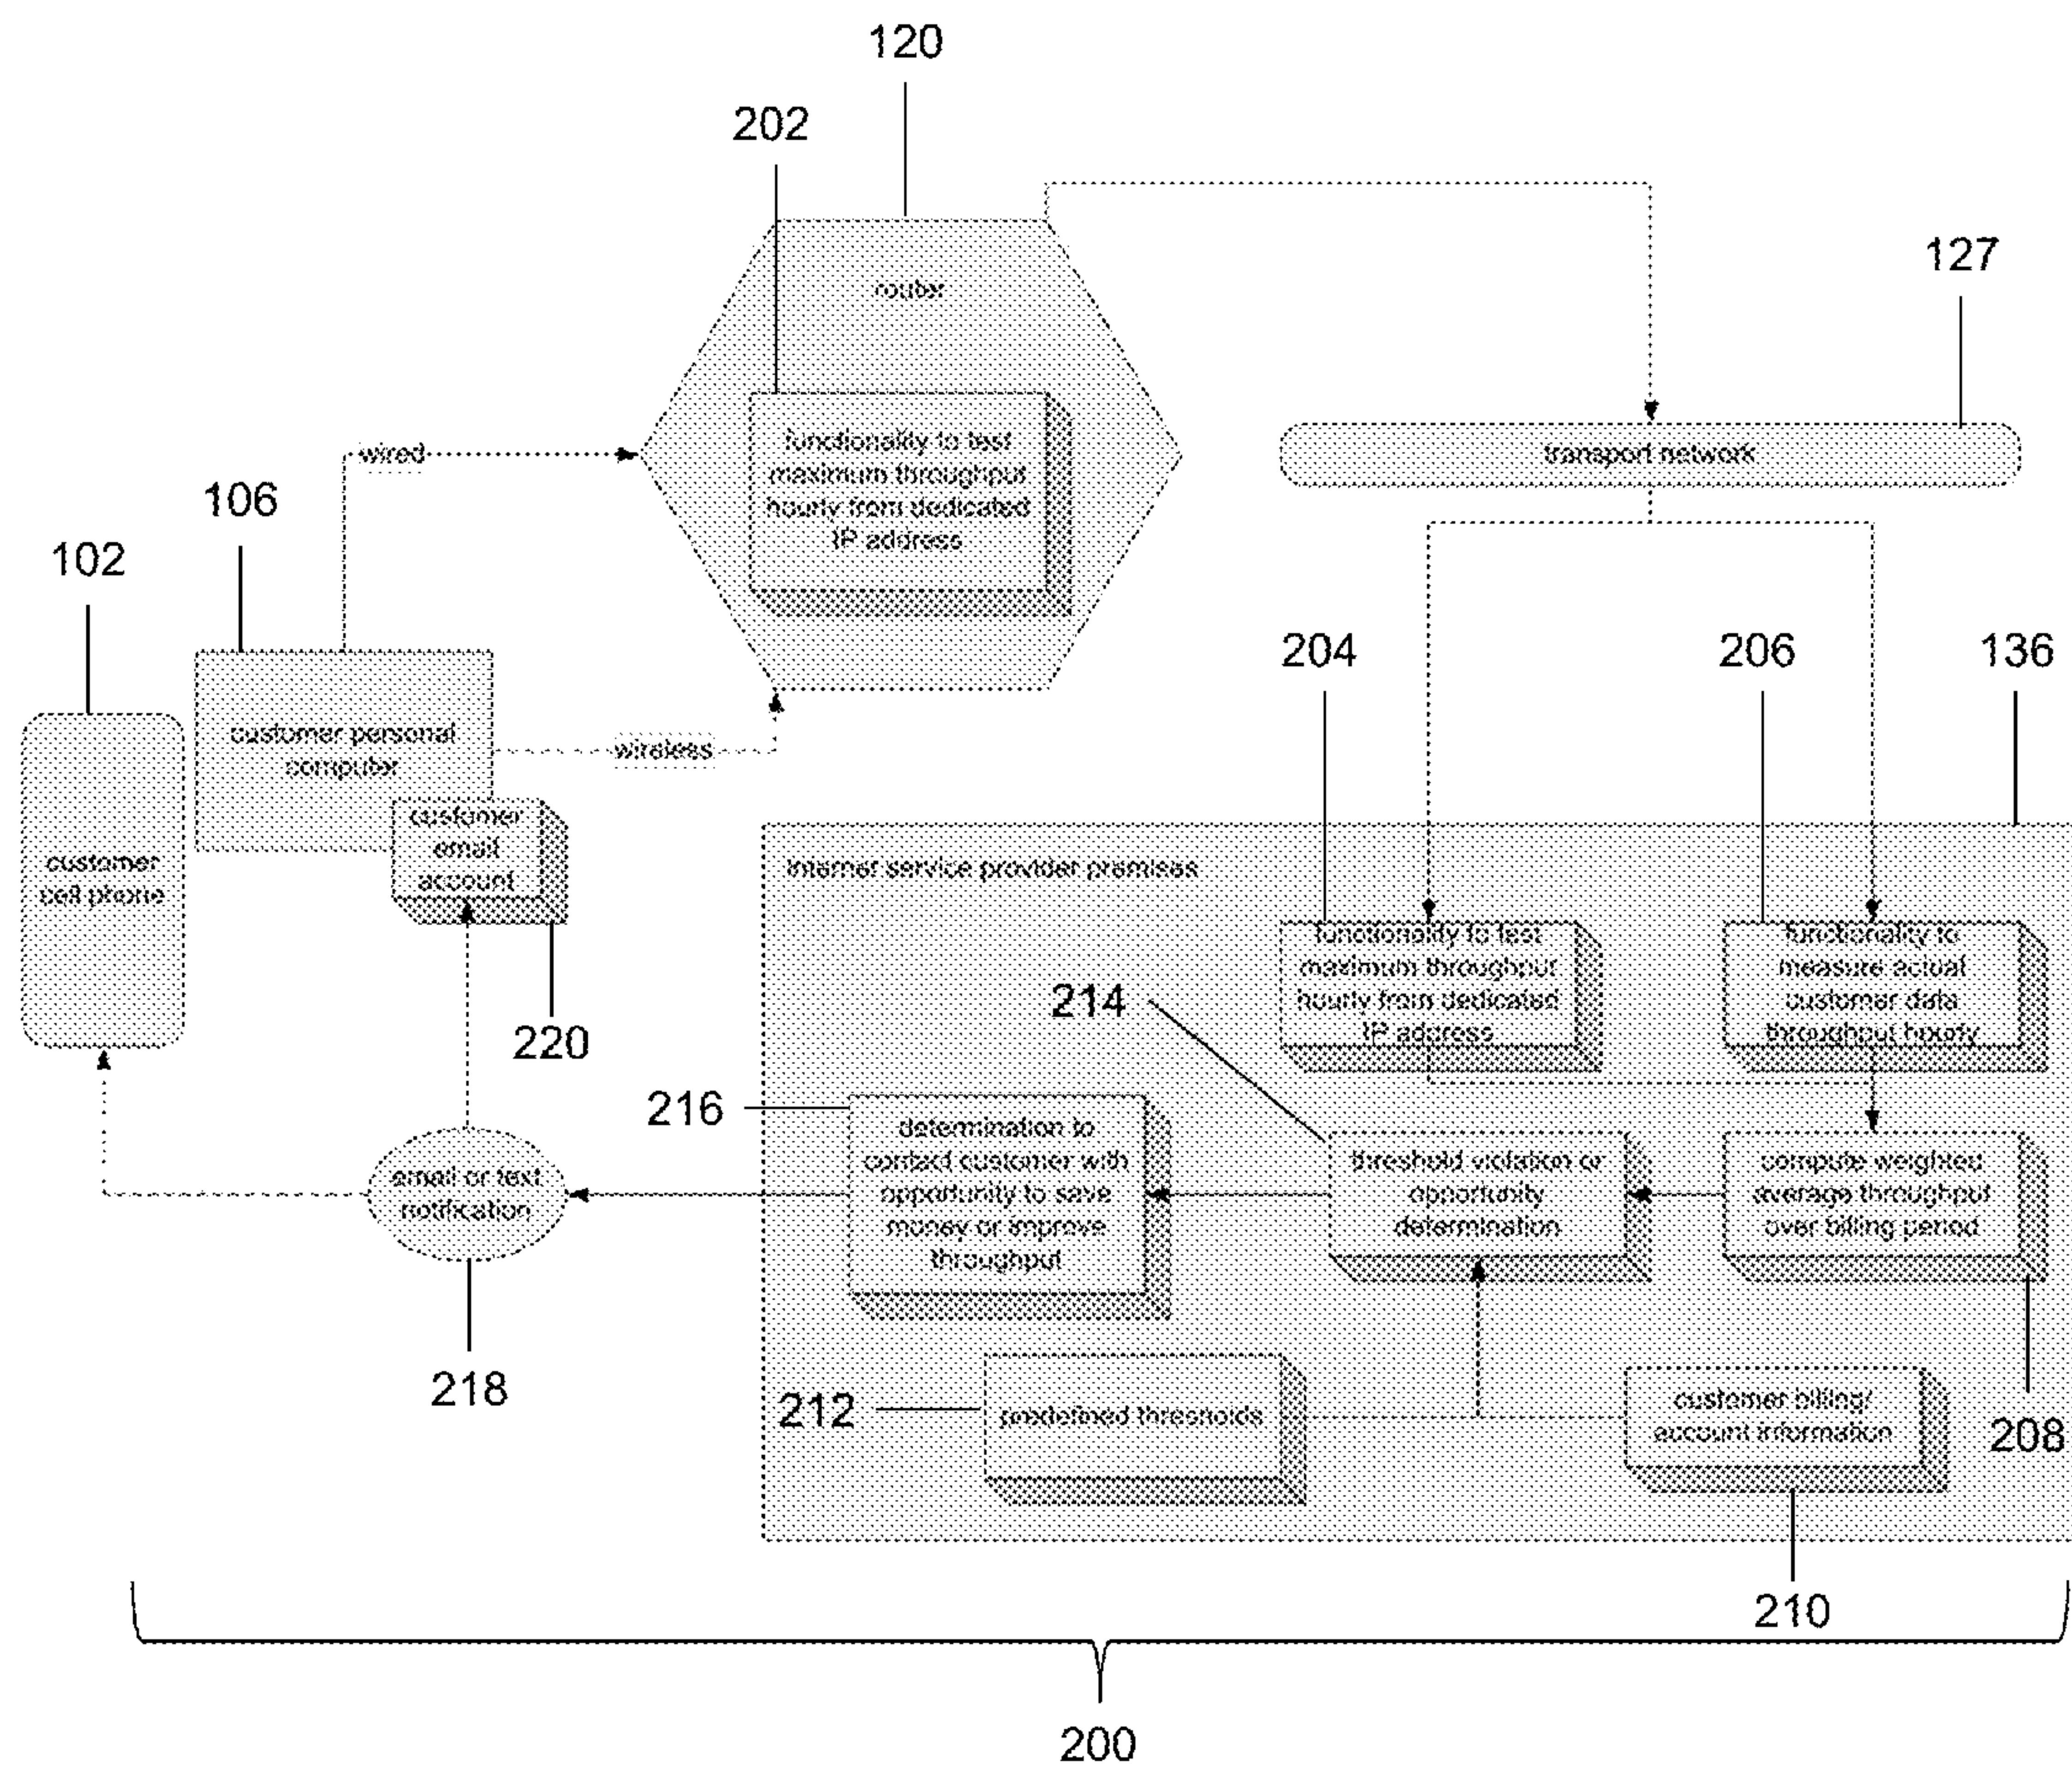 120
202
127
router
functionality to test
maximum throughput
hourly from dedicated
IP address
transport network
wired
106
102
204
206
136
customer personal
computer
wireless
customer
email
account
customer
cell phone
internet service provider premises
functionality to test
maximum throughput
hourly from dedicated
IP address
functionality to
measure actual
customer data
throughput hourly
214
220
216
determination to
contact customer with
opportunity to save
money or improve
throughput
threshold violation or
opportunity
determination
compute weighted
average throughput
over billing period
email or text
notification
218
212
predefined thresholds
customer billing/
account information
208
210
200